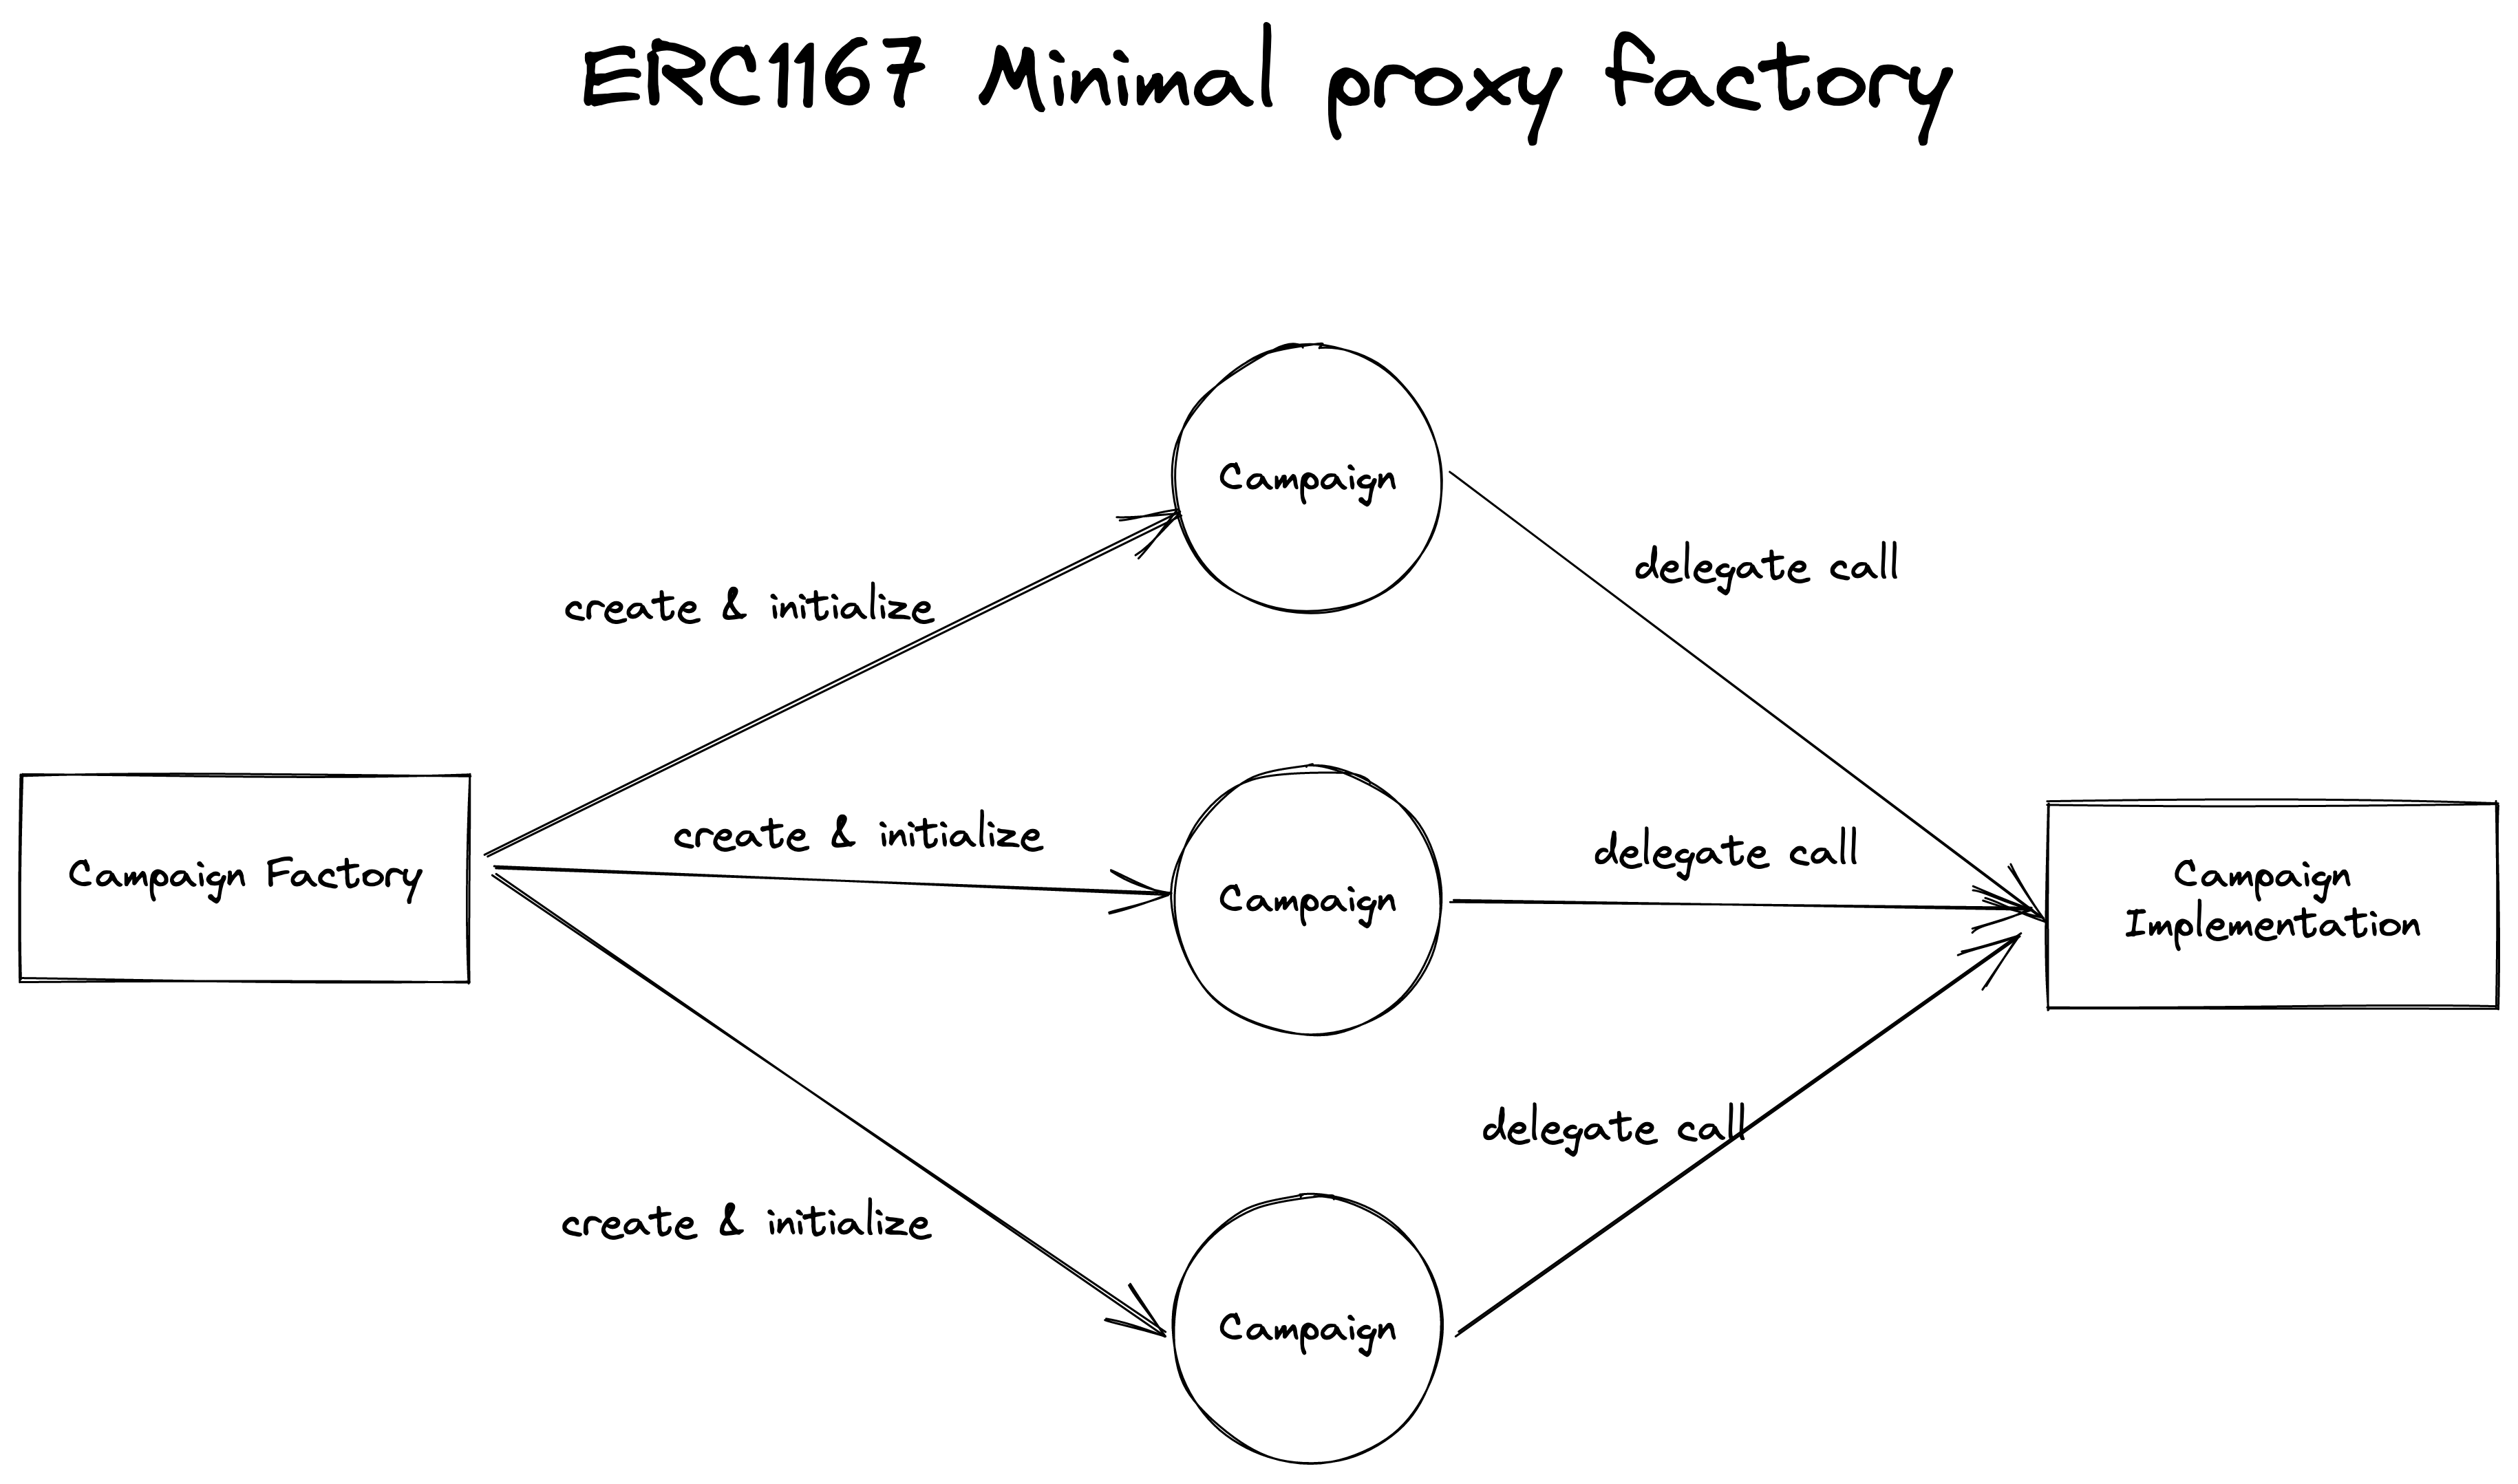 ERC1167 Minimal proxy factory
Campaign
delegate call
create & initialize
create & initialize
delegate call
Campaign Factory
Campaign
Campaign
Implementation
delegate call
create & initialize
Campaign